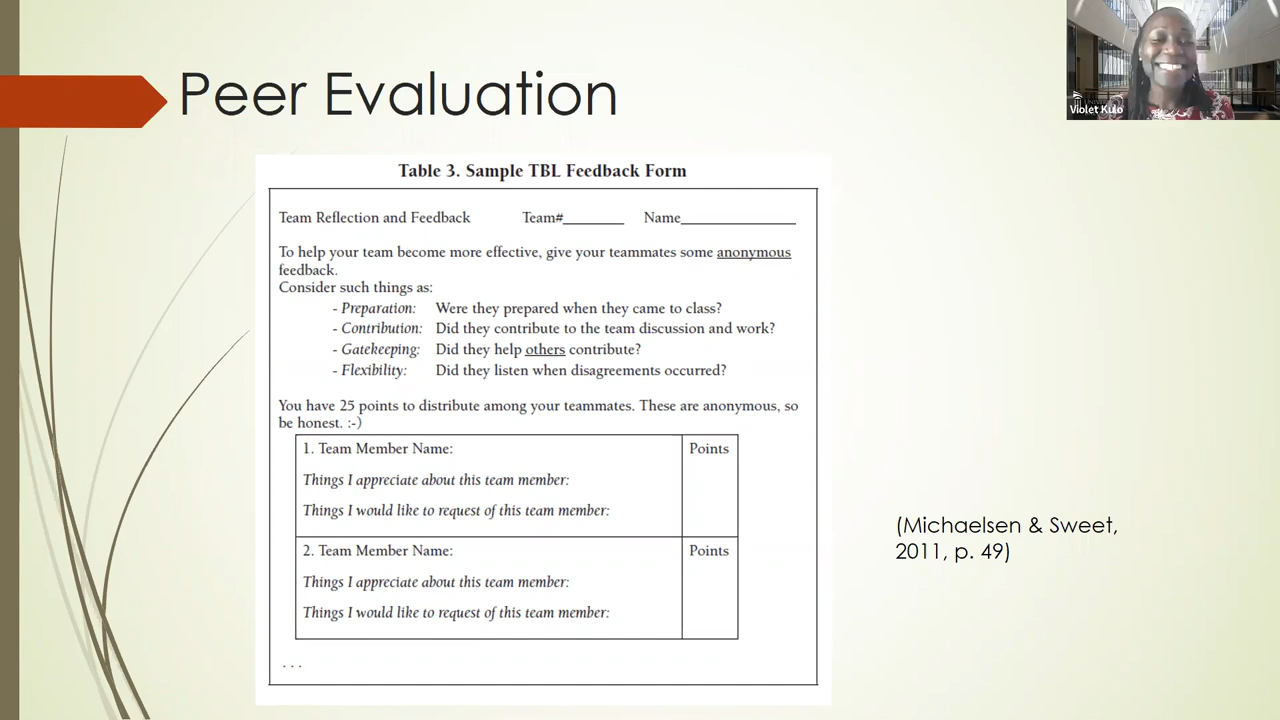 Peer Evaluation
Violet Kulo
Table 3. Sample TBL Feedback Form
Team Reflection and Feedback Team#_______ Name_____________
To help your team become more effective, give your teammates some anonymous
feedback.
Consider such things as:
- Preparation: Were they prepared when they came to class?
- Contribution: Did they contribute to the team discussion and work?
- Gatekeeping: Did they help others contribute?
- Flexibility: Did they listen when disagreements occurred?
You have 25 points to distribute among your teammates. These are anonymous, so
be honest. :-)
1. Team Member Name: Points
Things I appreciate about this team member:
Things I would like to request of this team member:
2. Team Member Name: Points
Things I appreciate about this team member:
Things I would like to request of this team member:
. . .
(Michaelsen & Sweet,
2011, p. 49)